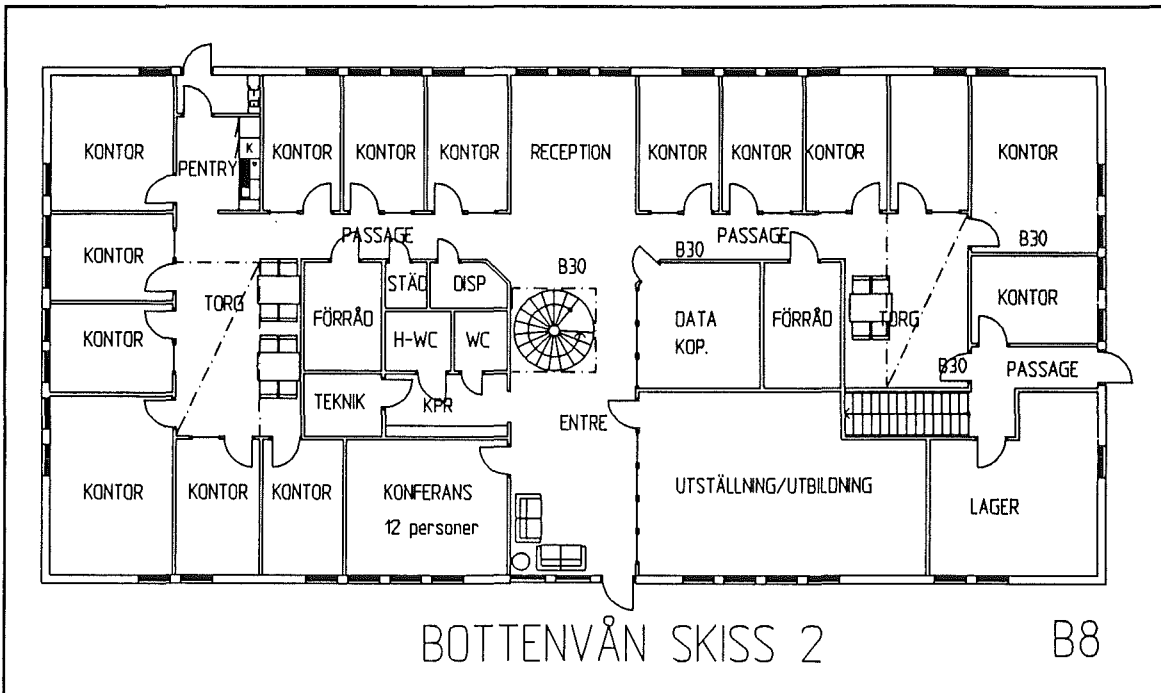 KONTOR
PENTRY
K
KONTOR
KONTOR
KONTOR
RECEPTION
KONTOR
KONTOR
KONTOR
KONTOR
PASSAGE
B30
PASSAGE
B30
KONTOR
TORG
FÖRRÅD
STÄD
DISP
B30
DATA
KOP.
FÖRRÅD
TORG
KONTOR
KONTOR
H-WC
WC
B30
PASSAGE
TEKNIK
KPR
ENTRE
KONTOR
KONTOR
KONTOR
KONFERANS
12 personer
UTSTÄLLNING/UTBILDNING
LAGER
BOTTENVÅN SKISS 2
B8